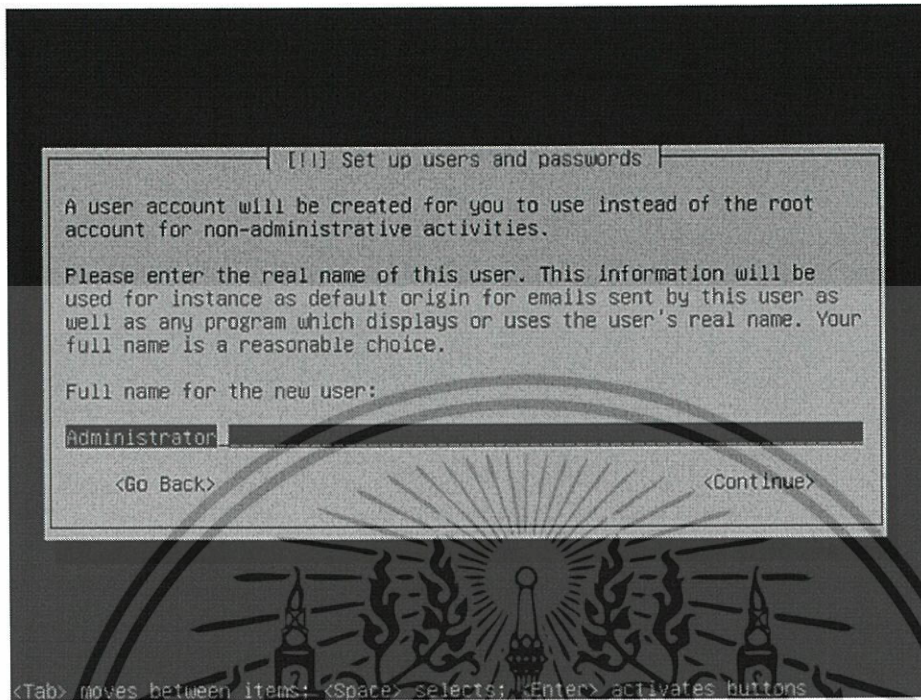 [!!] Set up users and passwords
A user account will be created for you to use instead of the root
account for non-administrative activities.
Please enter the real name of this user. This information will be
used for instance as default origin for emails sent by this user as
well as any program which displays or uses the user's real name. Your
full name is a reasonable choice.
Full name for the new user:
Administrator
<Go Back> <Continue>
<Tab> moves between items; <Space> selects; <Enter> activates buttons